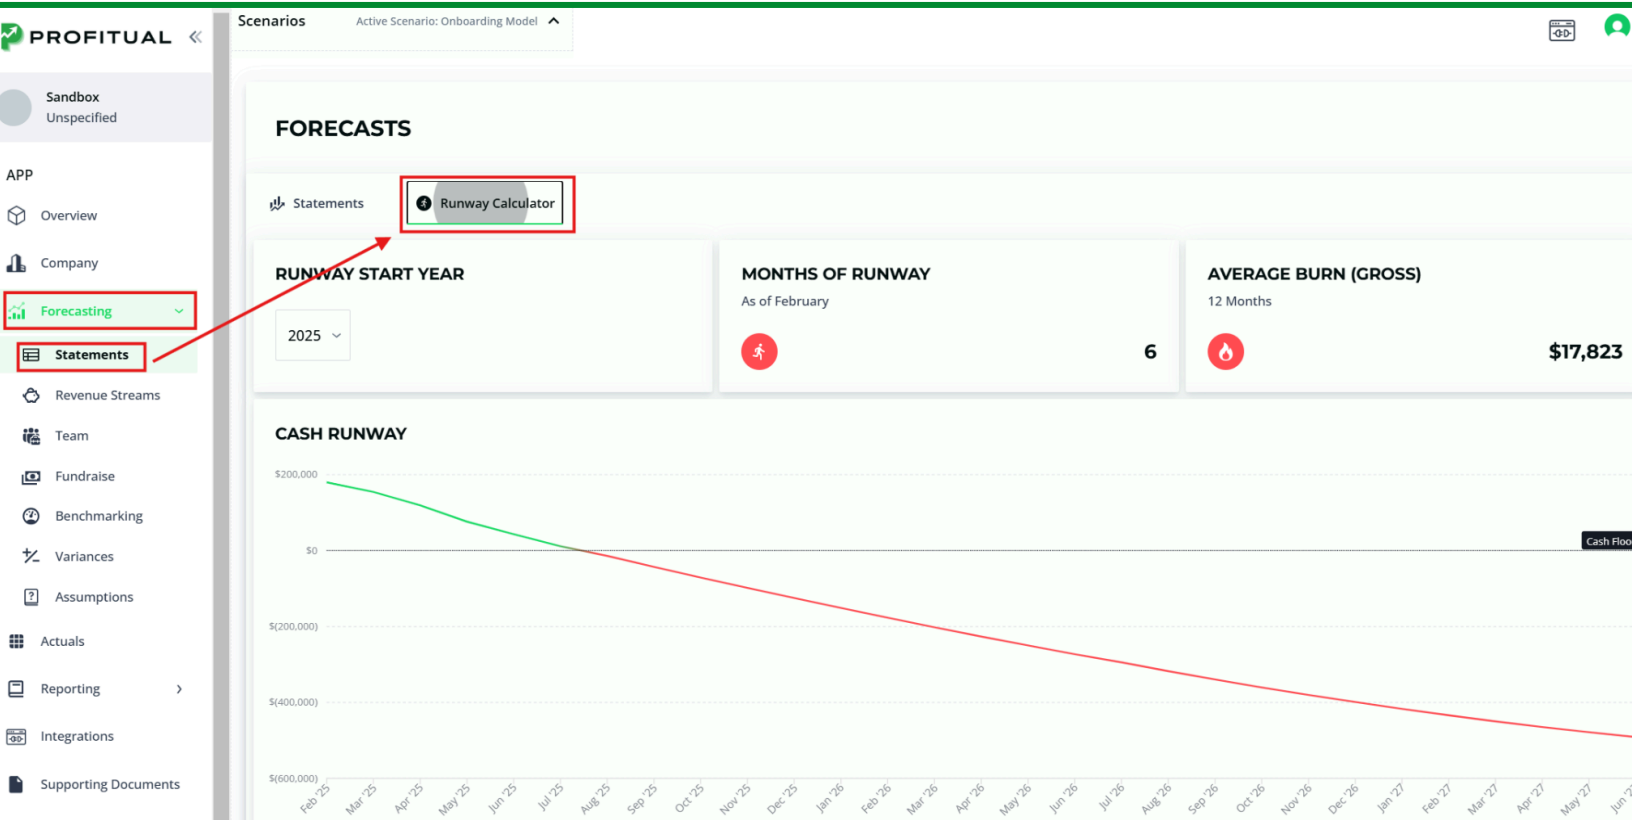 Scenarios
Active Scenario: Onboarding Model
PROFITUAL
Sandbox
Unspecified
APP
Overview
Company
Forecasting
Statements
Revenue Streams
Team
Fundraise
Benchmarking
Variances
Assumptions
Actuals
Reporting
Integrations
Supporting Documents
FORECASTS
Statements
Runway Calculator
RUNWAY START YEAR
2025
MONTHS OF RUNWAY
As of February
6
AVERAGE BURN (GROSS)
12 Months
$17,823
CASH RUNWAY
$200,000
$0
Cash Floo
$(200,000)
$(400,000)
$(600,000)
Feb '25
Mar '25
Apr '25
May '25
Jun '25
Jul '25
Aug '25
Sep '25
Oct '25
Nov '25
Dec '25
Jan '26
Feb '26
Mar '26
Apr '26
May '26
Jun '26
Jul '26
Aug '26
Sep '26
Oct '26
Nov '26
Dec '26
Jan '27
Feb '27
Mar '27
Apr '27
May '27